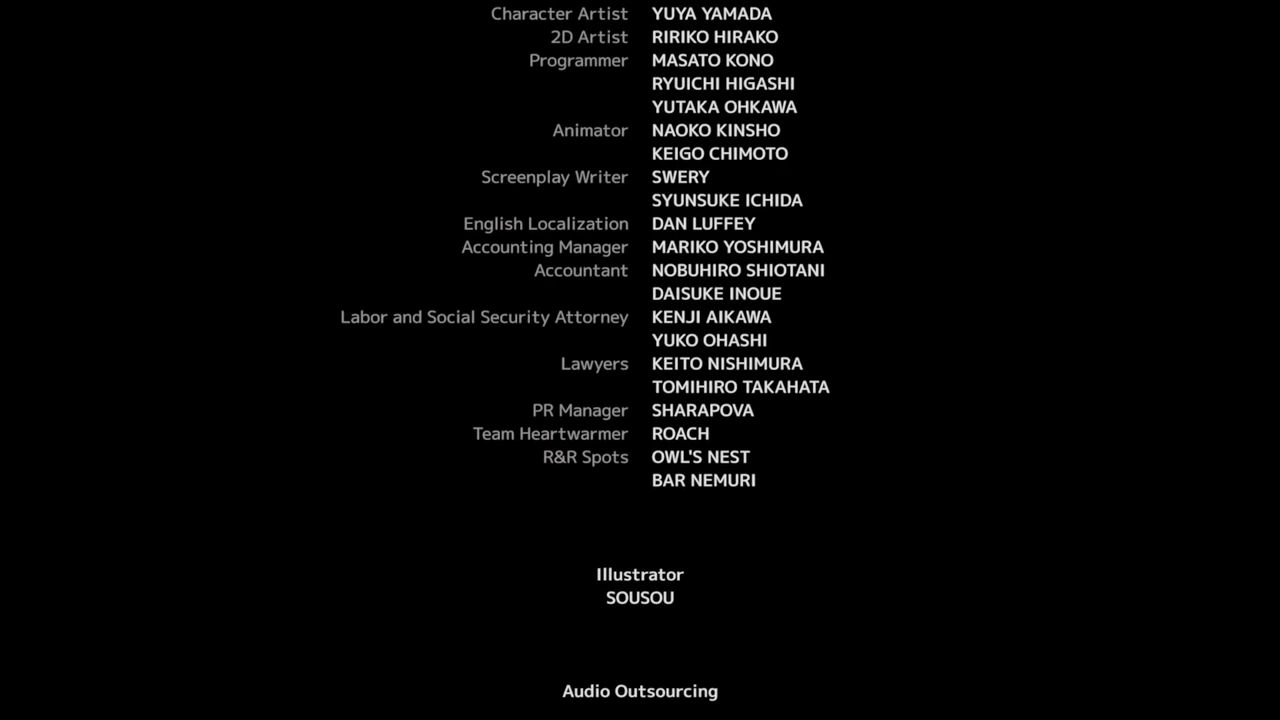 Character Artist YUYA YAMADA
2D Artist RIRIKO HIRAKO
Programmer MASATO KONO
RYUICHI HIGASHI
YUTAKA OHKAWA
Animator NAOKO KINSHO
KEIGO CHIMOTO
Screenplay Writer SWERY
SYUNSUKE ICHIDA
English Localization DAN LUFFEY
Accounting Manager MARIKO YOSHIMURA
Accountant NOBUHIRO SHIOTANI
DAISUKE INOUE
Labor and Social Security Attorney KENJI AIKAWA
YUKO OHASHI
Lawyers KEITO NISHIMURA
TOMIHIRO TAKAHATA
PR Manager SHARAPOVA
Team Heartwarmer ROACH
R&R Spots OWL'S NEST
BAR NEMURI
Illustrator
SOUSOU
Audio Outsourcing